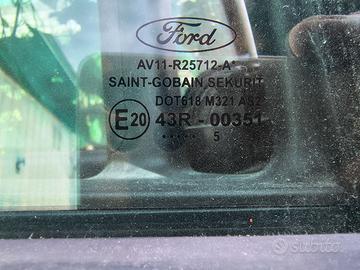 Ford
AV11-R25712-A*
SAINT-GOBAIN SEKURIT
DOT618 M321 AS2
E20 43R - 00351
..... 5
subito